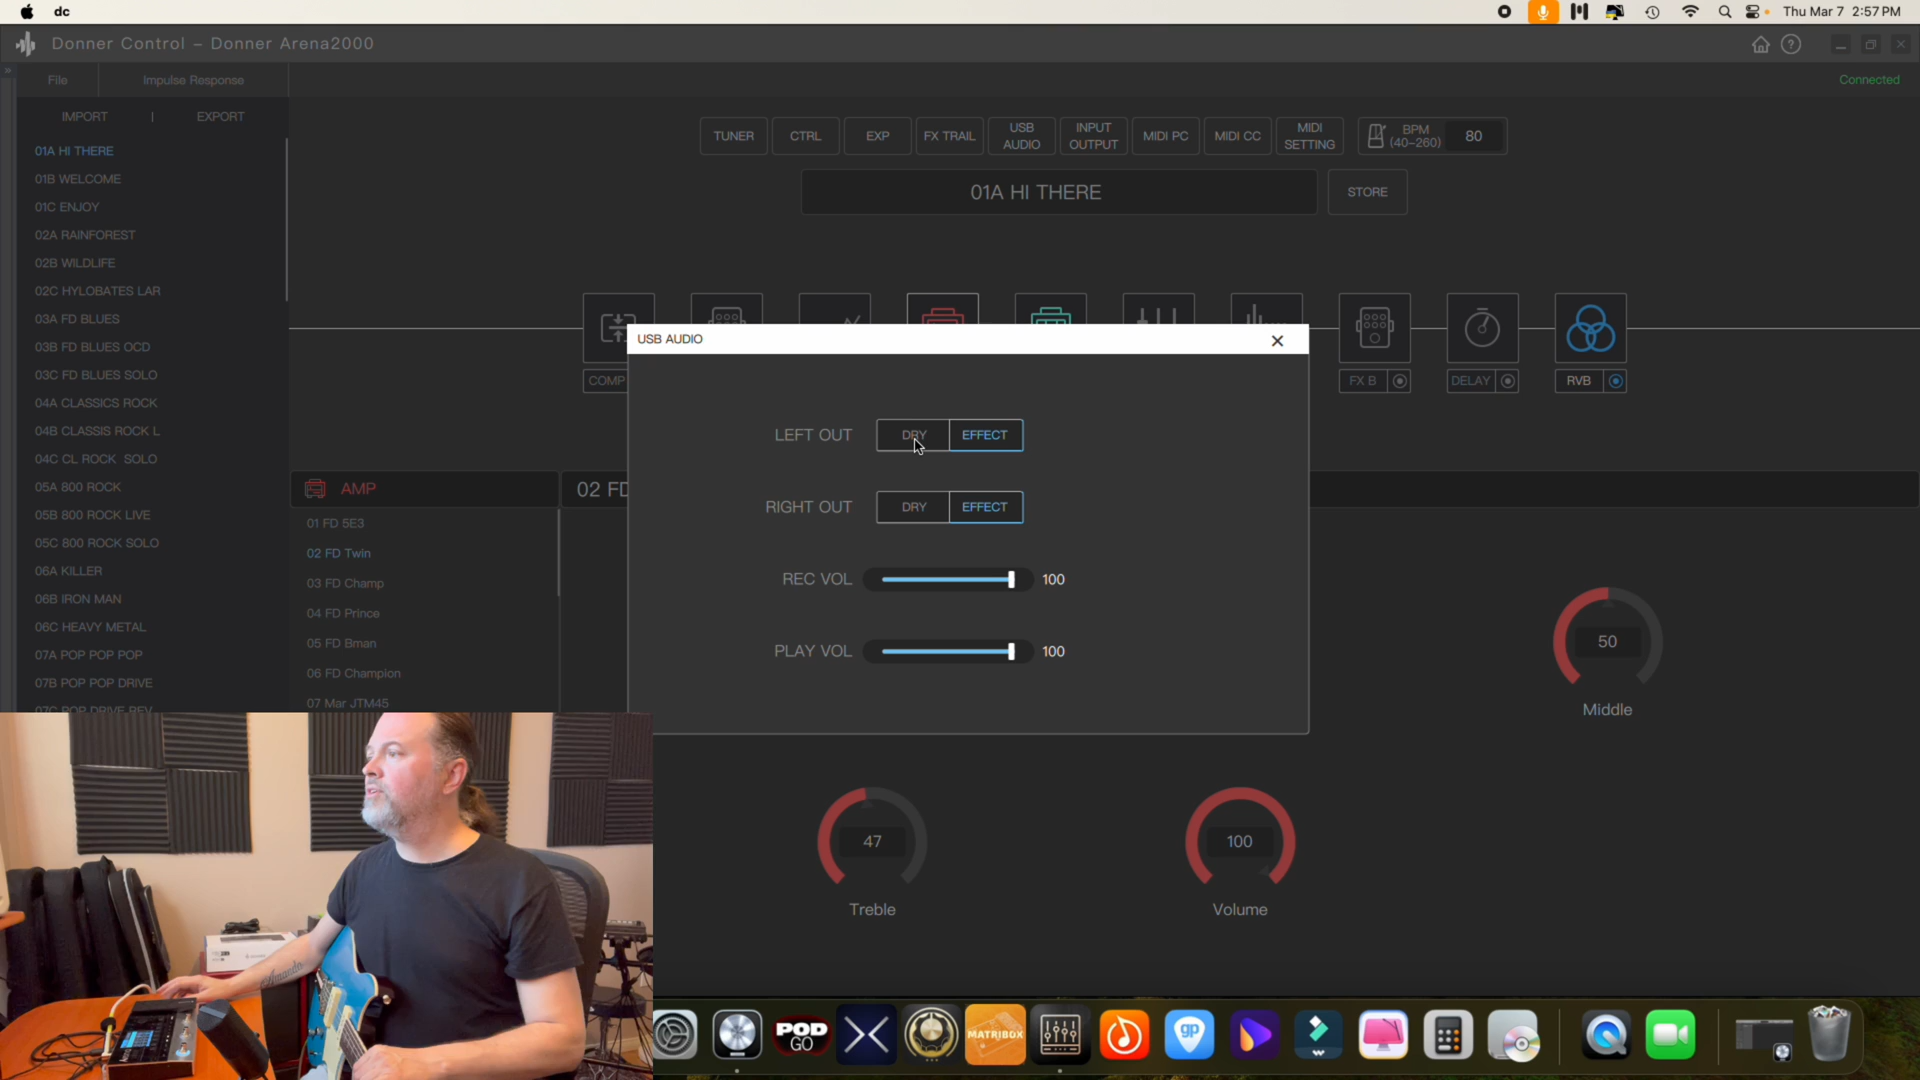 dc
Thu Mar 7 2:57 PM
Donner Control – Donner Arena2000
File
Impulse Response
Connected
IMPORT | EXPORT
01A HI THERE
01B WELCOME
01C ENJOY
02A RAINFOREST
02B WILDLIFE
02C HYLOBATES LAR
03A FD BLUES
03B FD BLUES OCD
03C FD BLUES SOLO
04A CLASSICS ROCK
04B CLASSIS ROCK L
04C CL ROCK SOLO
05A 800 ROCK
05B 800 ROCK LIVE
05C 800 ROCK SOLO
06A KILLER
06B IRON MAN
06C HEAVY METAL
07A POP POP POP
07B POP POP DRIVE
07C POP DRIVE REV
TUNER
CTRL
EXP
FX TRAIL
USB
AUDIO
INPUT
OUTPUT
MIDI PC
MIDI CC
MIDI
SETTING
BPM
(40–260)
80
01A HI THERE
STORE
COMP
FX B
DELAY
RVB
AMP
02 FD
01 FD 5E3
02 FD Twin
03 FD Champ
04 FD Prince
05 FD Bman
06 FD Champion
07 Mar JTM45
USB AUDIO
LEFT OUT DRY EFFECT
RIGHT OUT DRY EFFECT
REC VOL 100
PLAY VOL 100
50
Middle
47
Treble
100
Volume
Amanda
POD
GO
MATRIBOX
gp